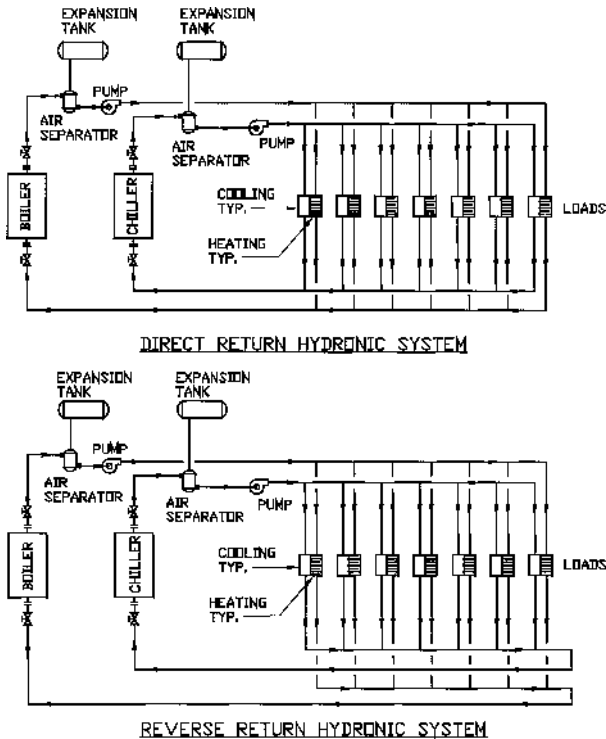 EXPANSION
TANK
EXPANSION
TANK
PUMP
AIR
SEPARATOR
AIR
SEPARATOR
PUMP
BOILER
CHILLER
COOLING
TYP.
HEATING
TYP.
LOADS
DIRECT RETURN HYDRONIC SYSTEM
EXPANSION
TANK
EXPANSION
TANK
PUMP
AIR
SEPARATOR
AIR
SEPARATOR
PUMP
BOILER
CHILLER
COOLING
TYP.
HEATING
TYP.
LOADS
REVERSE RETURN HYDRONIC SYSTEM